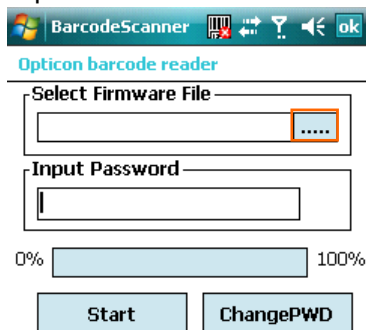 BarcodeScanner ok
Opticon barcode reader
Select Firmware File
.....
Input Password
0% 100%
Start ChangePWD